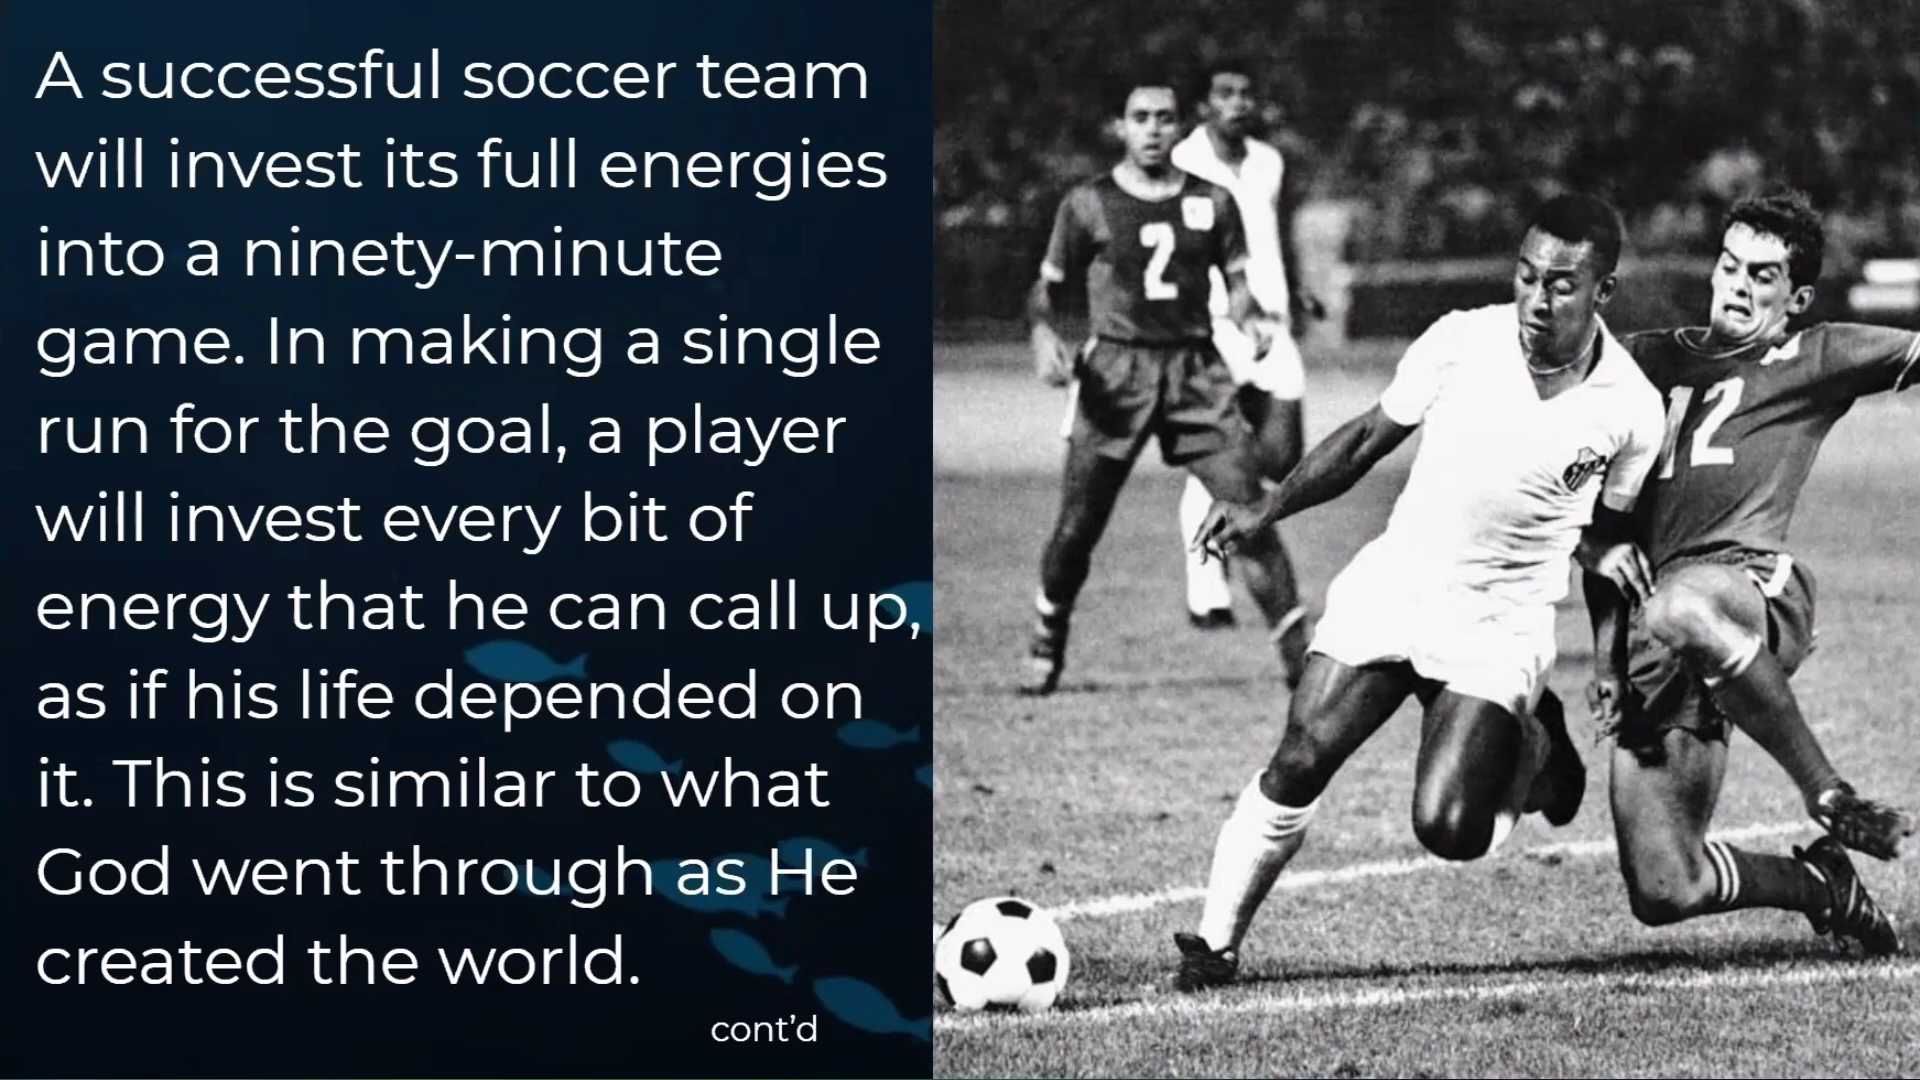 A successful soccer team
will invest its full energies
into a ninety-minute
game. In making a single
run for the goal, a player
will invest every bit of
energy that he can call up,
as if his life depended on
it. This is similar to what
God went through as He
created the world.
cont’d
2
12